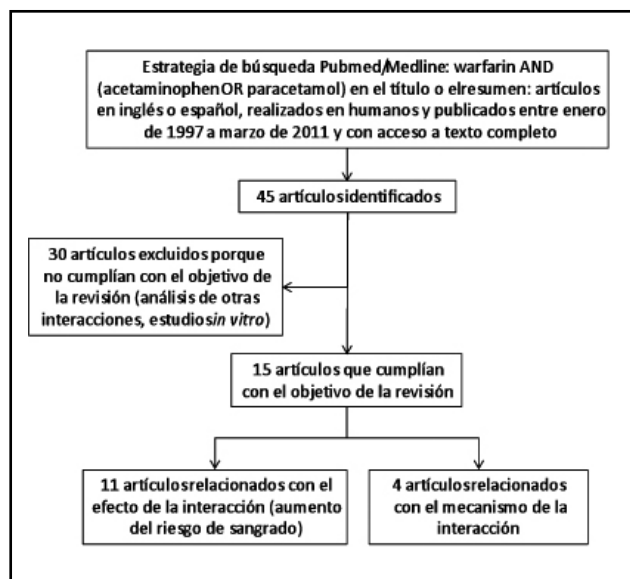 Estrategia de búsqueda Pubmed/Medline: warfarin AND
(acetaminophenOR paracetamol) en el título o elresumen: artículos
en inglés o español, realizados en humanos y publicados entre enero
de 1997 a marzo de 2011 y con acceso a texto completo
45 artículosidentificados
30 artículos excluidos porque
no cumplían con el objetivo de
la revisión (análisis de otras
interacciones, estudiosin vitro)
15 artículos que cumplían
con el objetivo de la revisión
11 artículosrelacionados con el
efecto de la interacción (aumento
del riesgo de sangrado)
4 artículosrelacionados
con el mecanismo de la
interacción